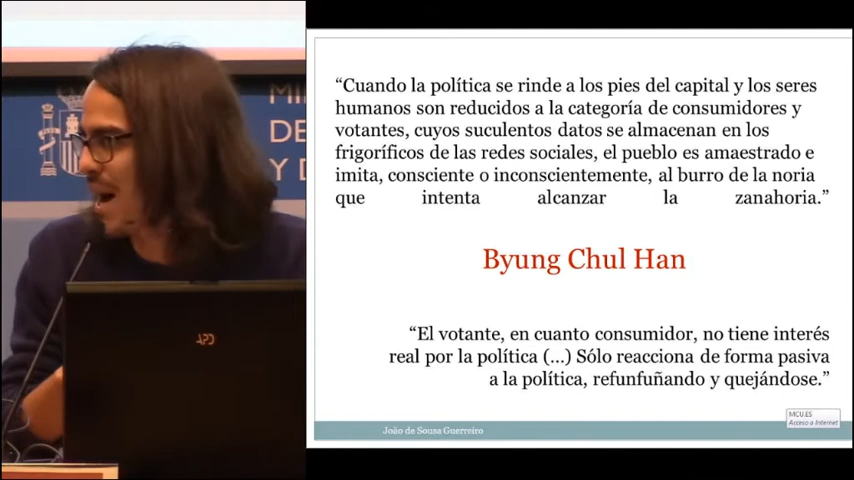 DE
Y D
“Cuando la política se rinde a los pies del capital y los seres
humanos son reducidos a la categoría de consumidores y
votantes, cuyos suculentos datos se almacenan en los
frigoríficos de las redes sociales, el pueblo es amaestrado e
imita, consciente o inconscientemente, al burro de la noria
que intenta alcanzar la zanahoria.”
Byung Chul Han
“El votante, en cuanto consumidor, no tiene interés
real por la política (...) Sólo reacciona de forma pasiva
a la política, refunfuñando y quejándose.”
MCU.ES
Acceso a Internet
João de Sousa Guerreiro